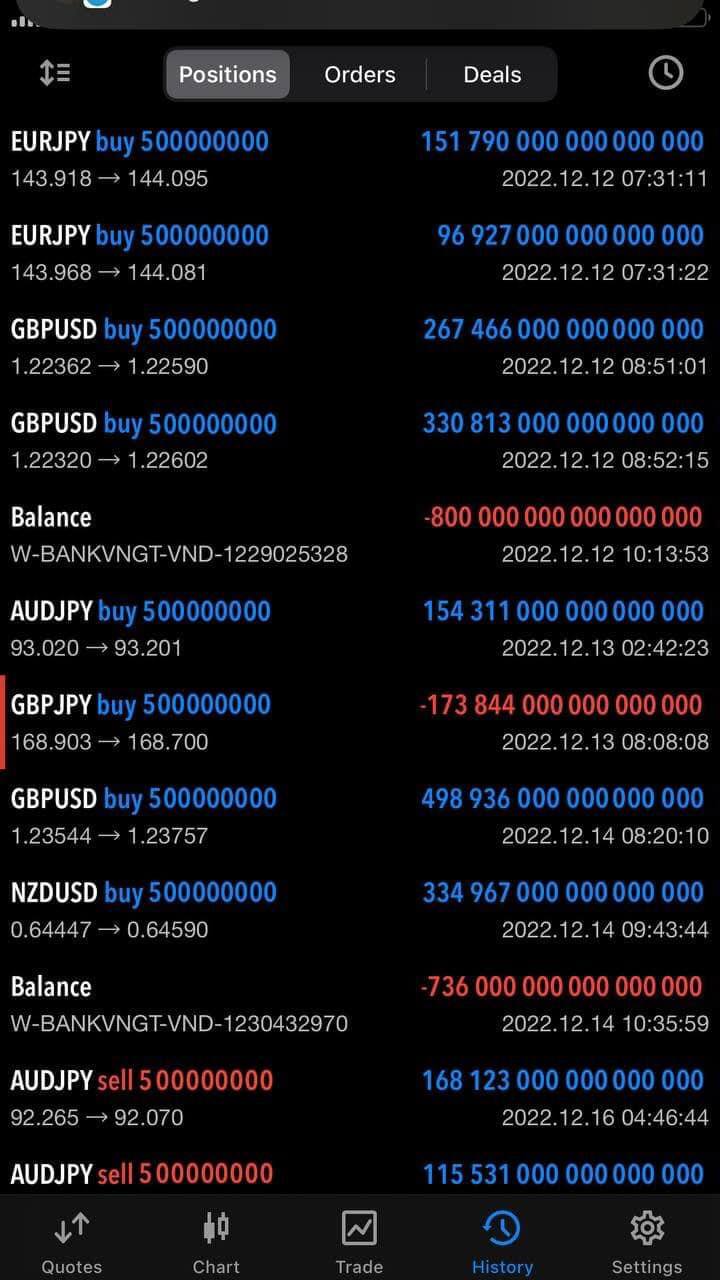 Positions Orders Deals
EURJPY buy 500000000 151 790 000 000 000 000
143.918 → 144.095 2022.12.12 07:31:11
EURJPY buy 500000000 96 927 000 000 000 000
143.968 → 144.081 2022.12.12 07:31:22
GBPUSD buy 500000000 267 466 000 000 000 000
1.22362 → 1.22590 2022.12.12 08:51:01
GBPUSD buy 500000000 330 813 000 000 000 000
1.22320 → 1.22602 2022.12.12 08:52:15
Balance -800 000 000 000 000 000
W-BANKVNGT-VND-1229025328 2022.12.12 10:13:53
AUDJPY buy 500000000 154 311 000 000 000 000
93.020 → 93.201 2022.12.13 02:42:23
GBPJPY buy 500000000 -173 844 000 000 000 000
168.903 → 168.700 2022.12.13 08:08:08
GBPUSD buy 500000000 498 936 000 000 000 000
1.23544 → 1.23757 2022.12.14 08:20:10
NZDUSD buy 500000000 334 967 000 000 000 000
0.64447 → 0.64590 2022.12.14 09:43:44
Balance -736 000 000 000 000 000
W-BANKVNGT-VND-1230432970 2022.12.14 10:35:59
AUDJPY sell 500000000 168 123 000 000 000 000
92.265 → 92.070 2022.12.16 04:46:44
AUDJPY sell 500000000 115 531 000 000 000 000
Quotes Chart Trade History Settings